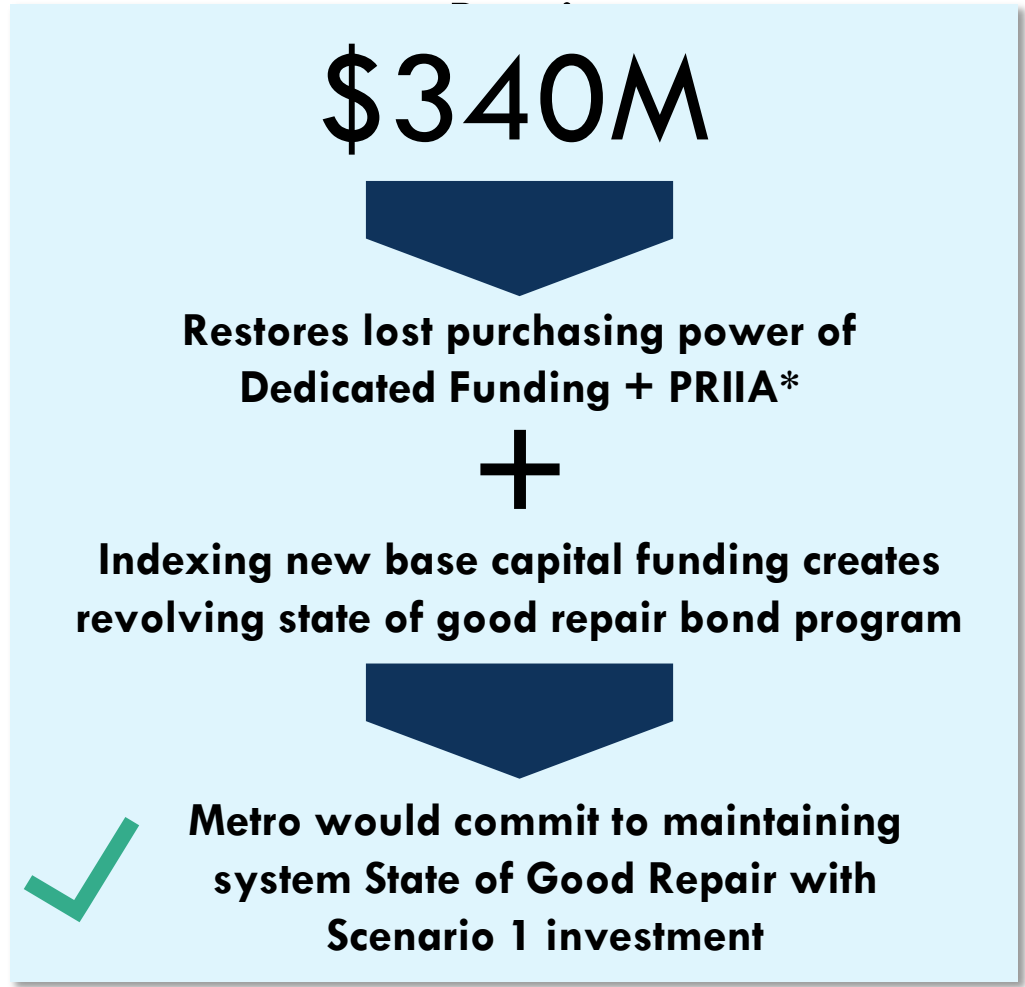 $340M
Restores lost purchasing power of
Dedicated Funding + PRIIA*
+
Indexing new base capital funding creates
revolving state of good repair bond program
Metro would commit to maintaining
system State of Good Repair with
Scenario 1 investment